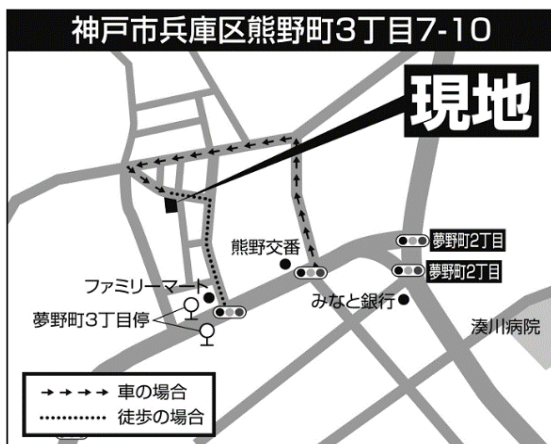 神戸市兵庫区熊野町3丁目7-10
現地
夢野町2丁目
熊野交番
夢野町2丁目
ファミリーマート
みなと銀行
夢野町3丁目停
湊川病院
車の場合
徒歩の場合